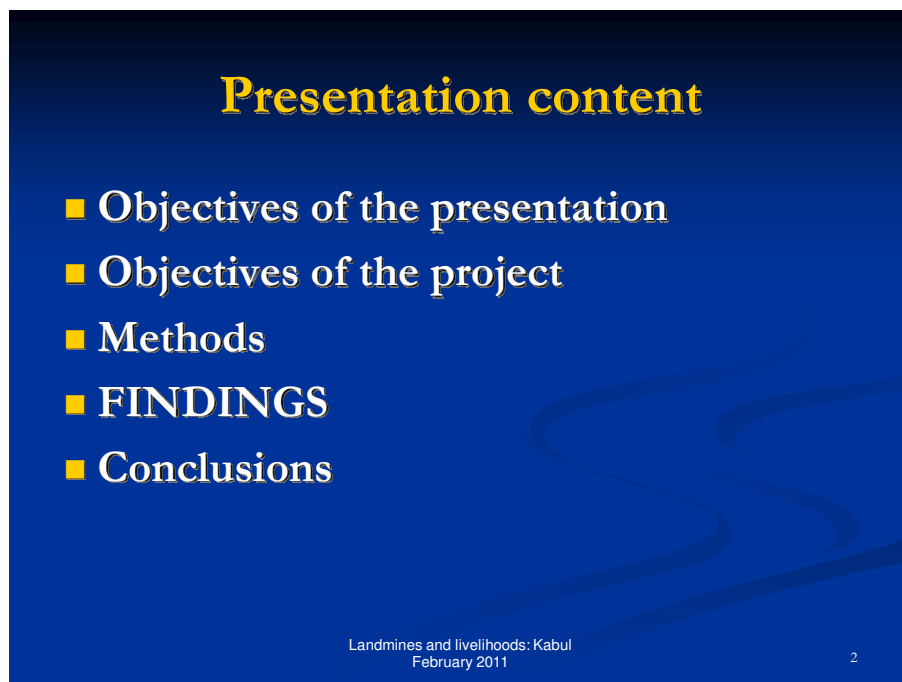 Presentation content
Objectives of the presentation
Objectives of the project
Methods
FINDINGS
Conclusions
Landmines and livelihoods: Kabul
February 2011
2